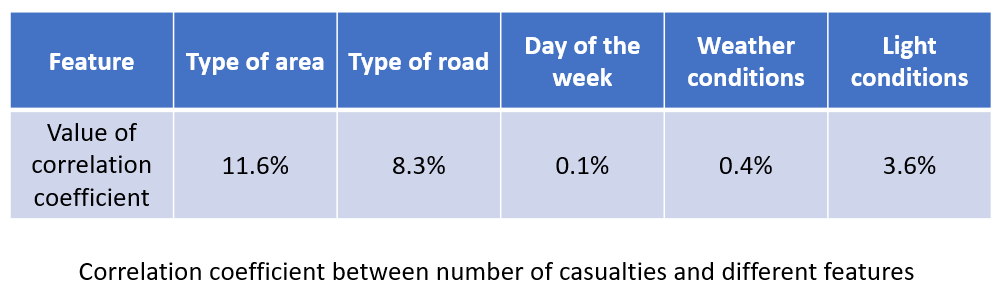 Feature
Type of area
Type of road
Day of the
week
Weather
conditions
Light
conditions
Value of
correlation
coefficient
11.6%
8.3%
0.1%
0.4%
3.6%
Correlation coefficient between number of casualties and different features